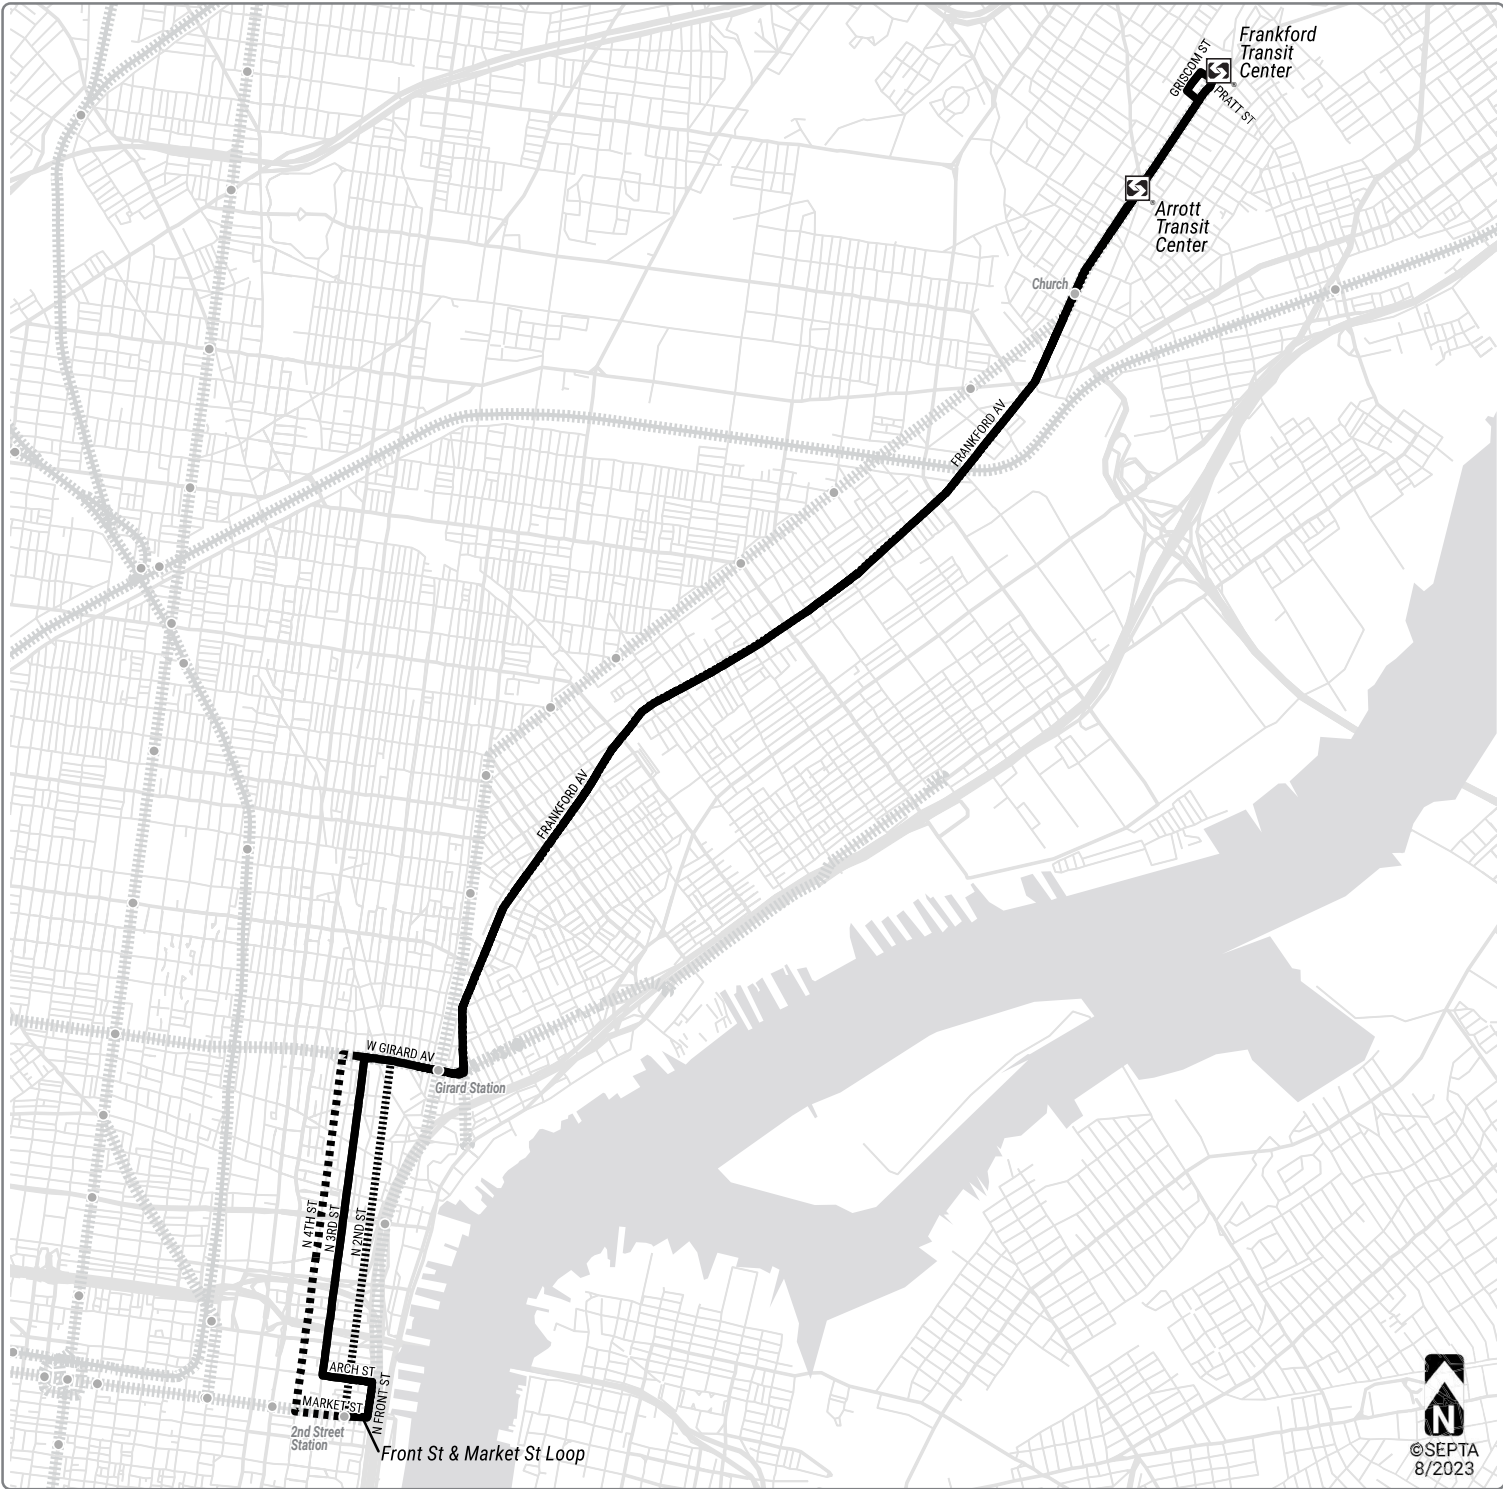 Frankford
Transit
Center
GRISCOM ST
PRATT ST
Arrott
Transit
Center
Church
FRANKFORD AV
FRANKFORD AV
W GIRARD AV
Girard Station
N 4TH ST
N 3RD ST
N 2ND ST
ARCH ST
MARKET ST
N FRONT ST
2nd Street
Station
Front St & Market St Loop
N
©SEPTA
8/2023